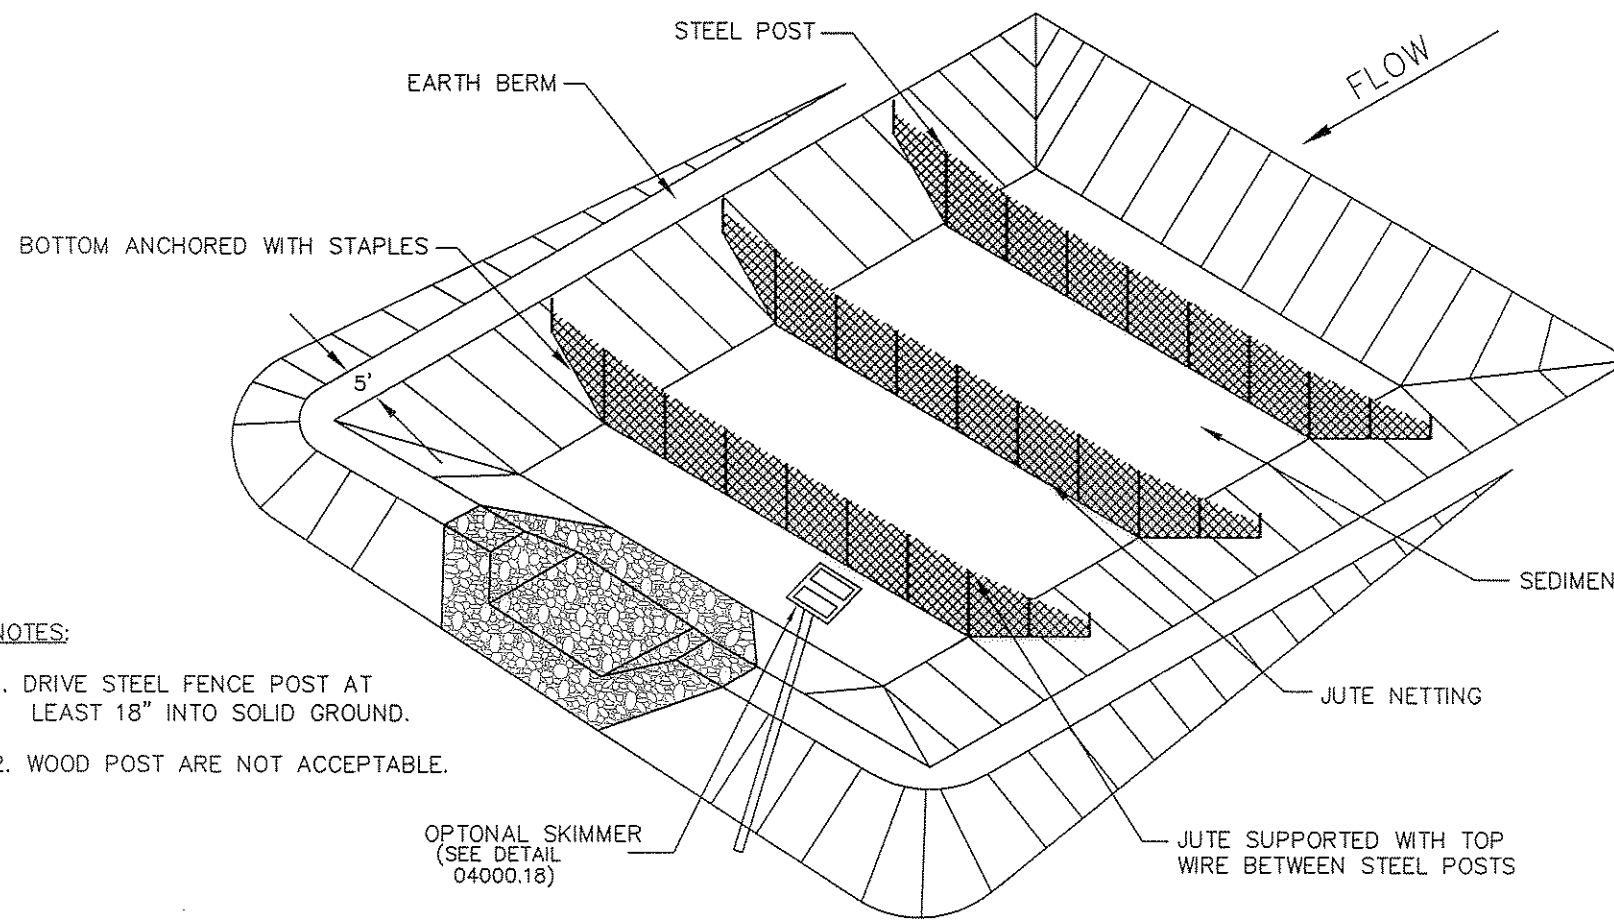 STEEL POST
FLOW
EARTH BERM
BOTTOM ANCHORED WITH STAPLES
5'
SEDIMEN
NOTES:
. DRIVE STEEL FENCE POST AT
LEAST 18" INTO SOLID GROUND.
2. WOOD POST ARE NOT ACCEPTABLE.
JUTE NETTING
OPTONAL SKIMMER
(SEE DETAIL
04000.18)
JUTE SUPPORTED WITH TOP
WIRE BETWEEN STEEL POSTS